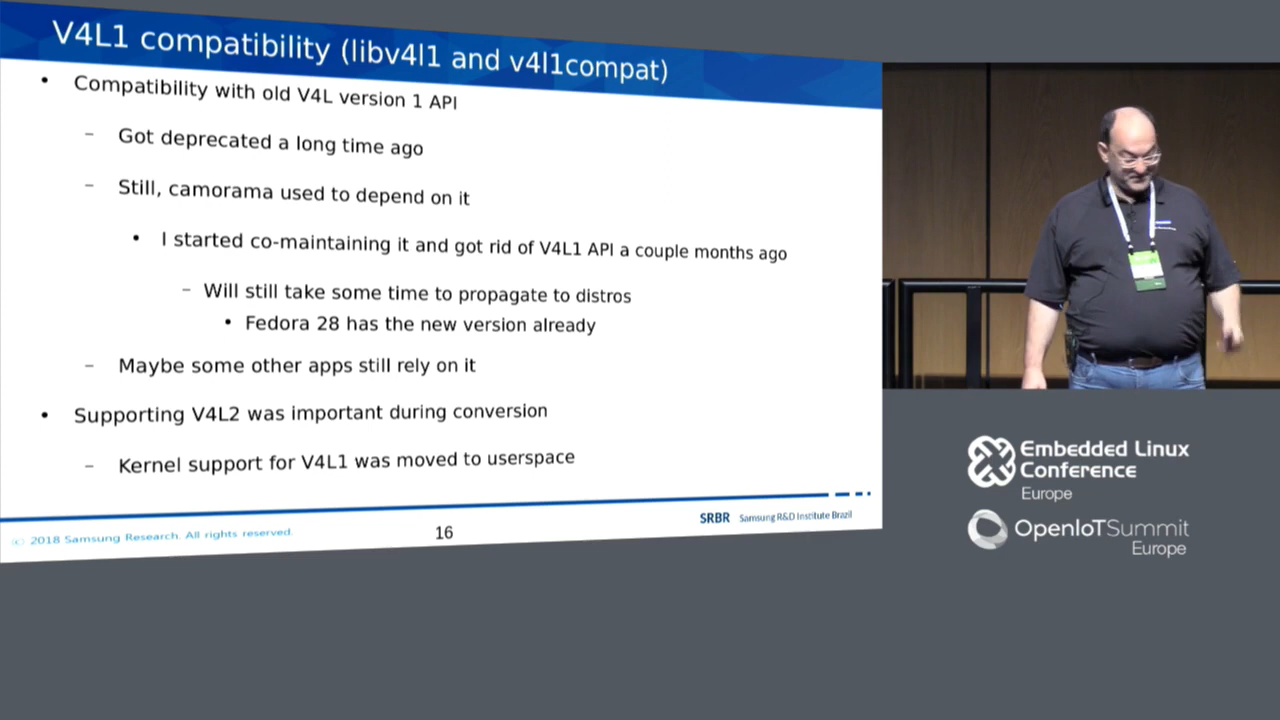 V4L1 compatibility (libv4l1 and v4l1compat)
• Compatibility with old V4L version 1 API
– Got deprecated a long time ago
– Still, camorama used to depend on it
• I started co-maintaining it and got rid of V4L1 API a couple months ago
– Will still take some time to propagate to distros
• Fedora 28 has the new version already
– Maybe some other apps still rely on it
• Supporting V4L2 was important during conversion
– Kernel support for V4L1 was moved to userspace
© 2018 Samsung Research. All rights reserved.
16
SRBR Samsung R&D Institute Brazil
Embedded Linux
Conference
Europe
OpenIoTSummit
Europe